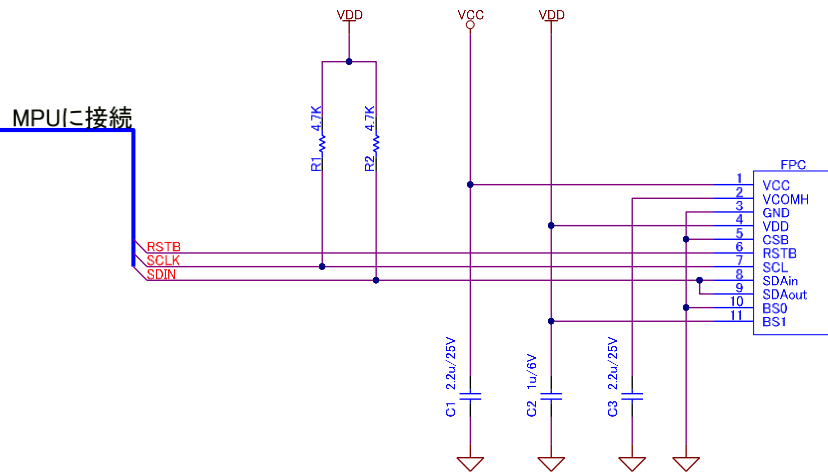 VDD
VCC
VDD
MPUに接続
R1 4.7K
R2 4.7K
FPC
1 VCC
2 VCOMH
3 GND
4 VDD
5 CSB
6 RSTB
7 SCL
8 SDAin
9 SDAout
10 BS0
11 BS1
RSTB
SCLK
SDIN
C1 2.2u/25V
C2 1u/6V
C3 2.2u/25V